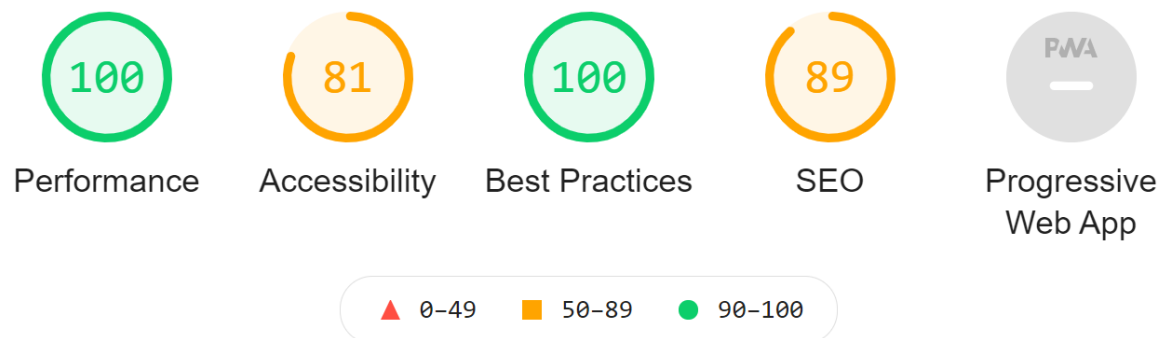 100
81
100
89
PWA
Performance
Accessibility
Best Practices
SEO
Progressive
Web App
0–49
50–89
90–100